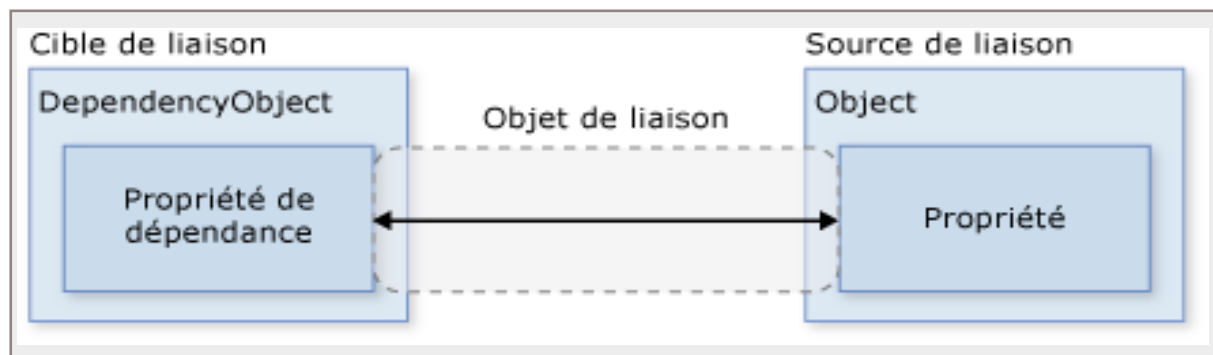 Cible de liaison
Source de liaison
DependencyObject
Object
Objet de liaison
Propriété de
dépendance
Propriété